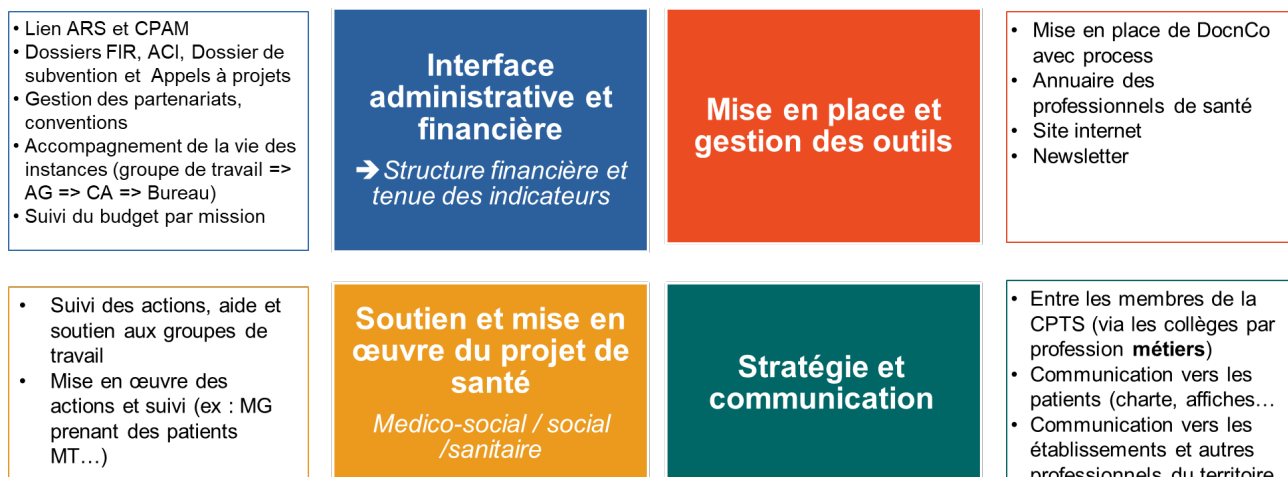 • Lien ARS et CPAM
• Dossiers FIR, ACI, Dossier de
subvention et Appels à projets
• Gestion des partenariats,
conventions
• Accompagnement de la vie des
instances (groupe de travail =>
AG => CA => Bureau)
• Suivi du budget par mission
Interface
administrative et
financière
➔ Structure financière et
tenue des indicateurs
Mise en place et
gestion des outils
• Mise en place de DocnCo
avec process
• Annuaire des
professionnels de santé
• Site internet
• Newsletter
• Suivi des actions, aide et
soutien aux groupes de
travail
• Mise en œuvre des
actions et suivi (ex : MG
prenant des patients
MT…)
Soutien et mise en
œuvre du projet de
santé
Medico-social / social
/sanitaire
Stratégie et
communication
• Entre les membres de la
CPTS (via les collèges par
profession métiers)
• Communication vers les
patients (charte, affiches…
• Communication vers les
établissements et autres
professionnels du territoire